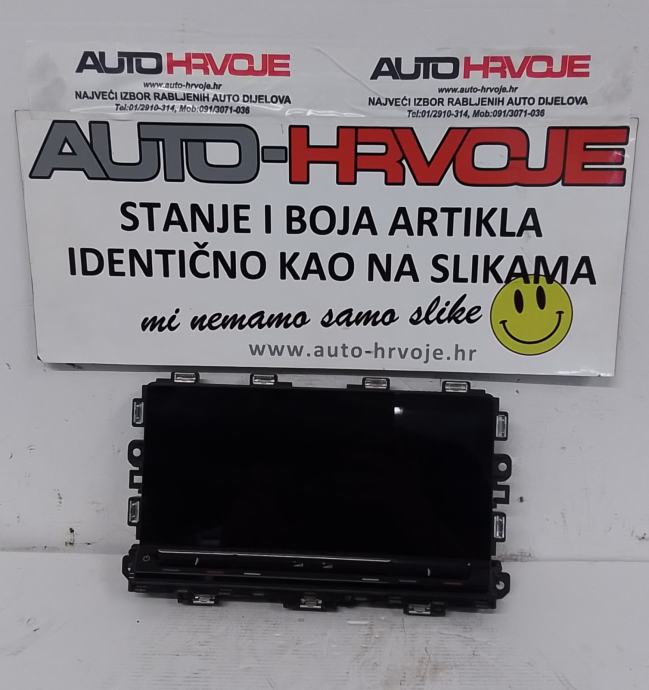 AUTO HRVOJE
www.auto-hrvoje.hr
NAJVEĆI IZBOR RABLJENIH AUTO DIJELOVA
Tel:01/2910-314, Mob:091/3071-036
AUTO HRVOJE
www.auto-hrvoje.hr
NAJVEĆI IZBOR RABLJENIH AUTO DIJELOVA
Tel:01/2910-314, Mob:091/3071-036
AUTO-HRVOJE
STANJE I BOJA ARTIKLA
IDENTIČNO KAO NA SLIKAMA
mi nemamo samo slike
www.auto-hrvoje.hr